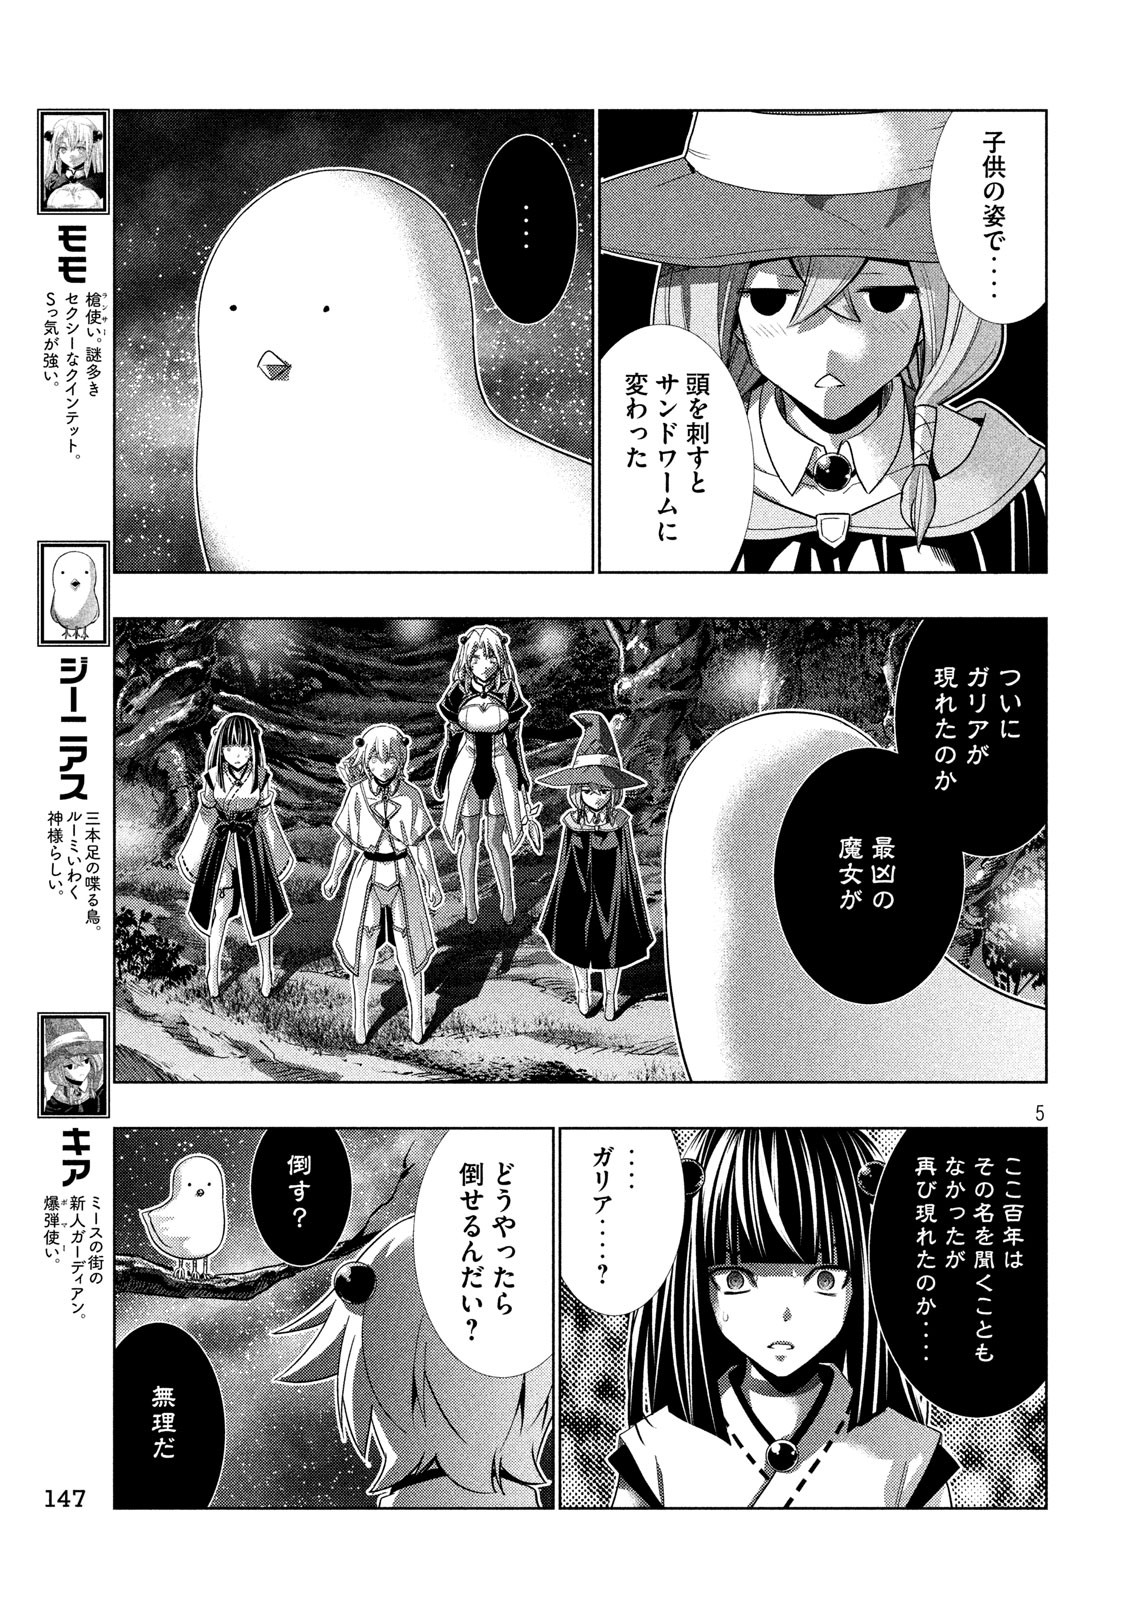 子供の姿で‥‥
頭を刺すと
サンドワームに
変わった
‥‥
ついに
ガリアが
現れたのか
最凶の
魔女が
5
ここ百年は
その名を聞くことも
なかったが
再び現れたのか‥‥
‥‥
ガリア‥‥?
どうやったら
倒せるんだい?
倒す?
無理だ
モモ
槍使い。謎多き
ランサー
セクシーなクインテット。
Sっ気が強い。
ジーニアス
三本足の喋る鳥。
ルーミいわく
神様らしい。
キア
ミースの街の
新人ガーディアン。
爆弾使い。
ボマー
147